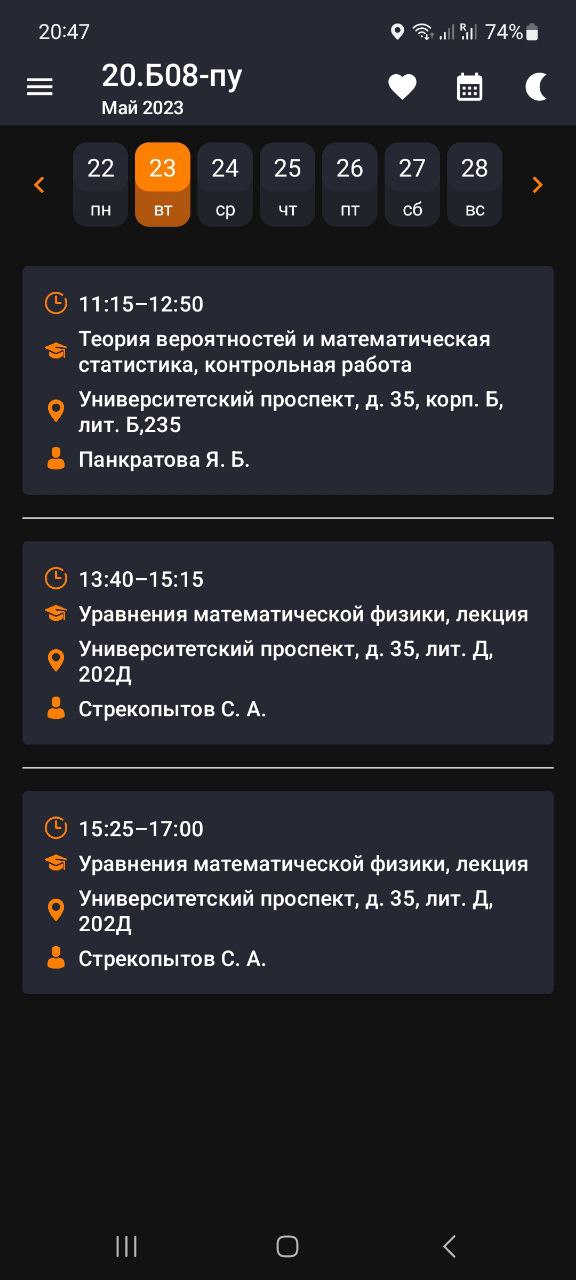 20:47
R
74%
20.Б08-пу
Май 2023
22 23 24 25 26 27 28
пн вт ср чт пт сб вс
11:15–12:50
Теория вероятностей и математическая
статистика, контрольная работа
Университетский проспект, д. 35, корп. Б,
лит. Б,235
Панкратова Я. Б.
13:40–15:15
Уравнения математической физики, лекция
Университетский проспект, д. 35, лит. Д,
202Д
Стрекопытов С. А.
15:25–17:00
Уравнения математической физики, лекция
Университетский проспект, д. 35, лит. Д,
202Д
Стрекопытов С. А.